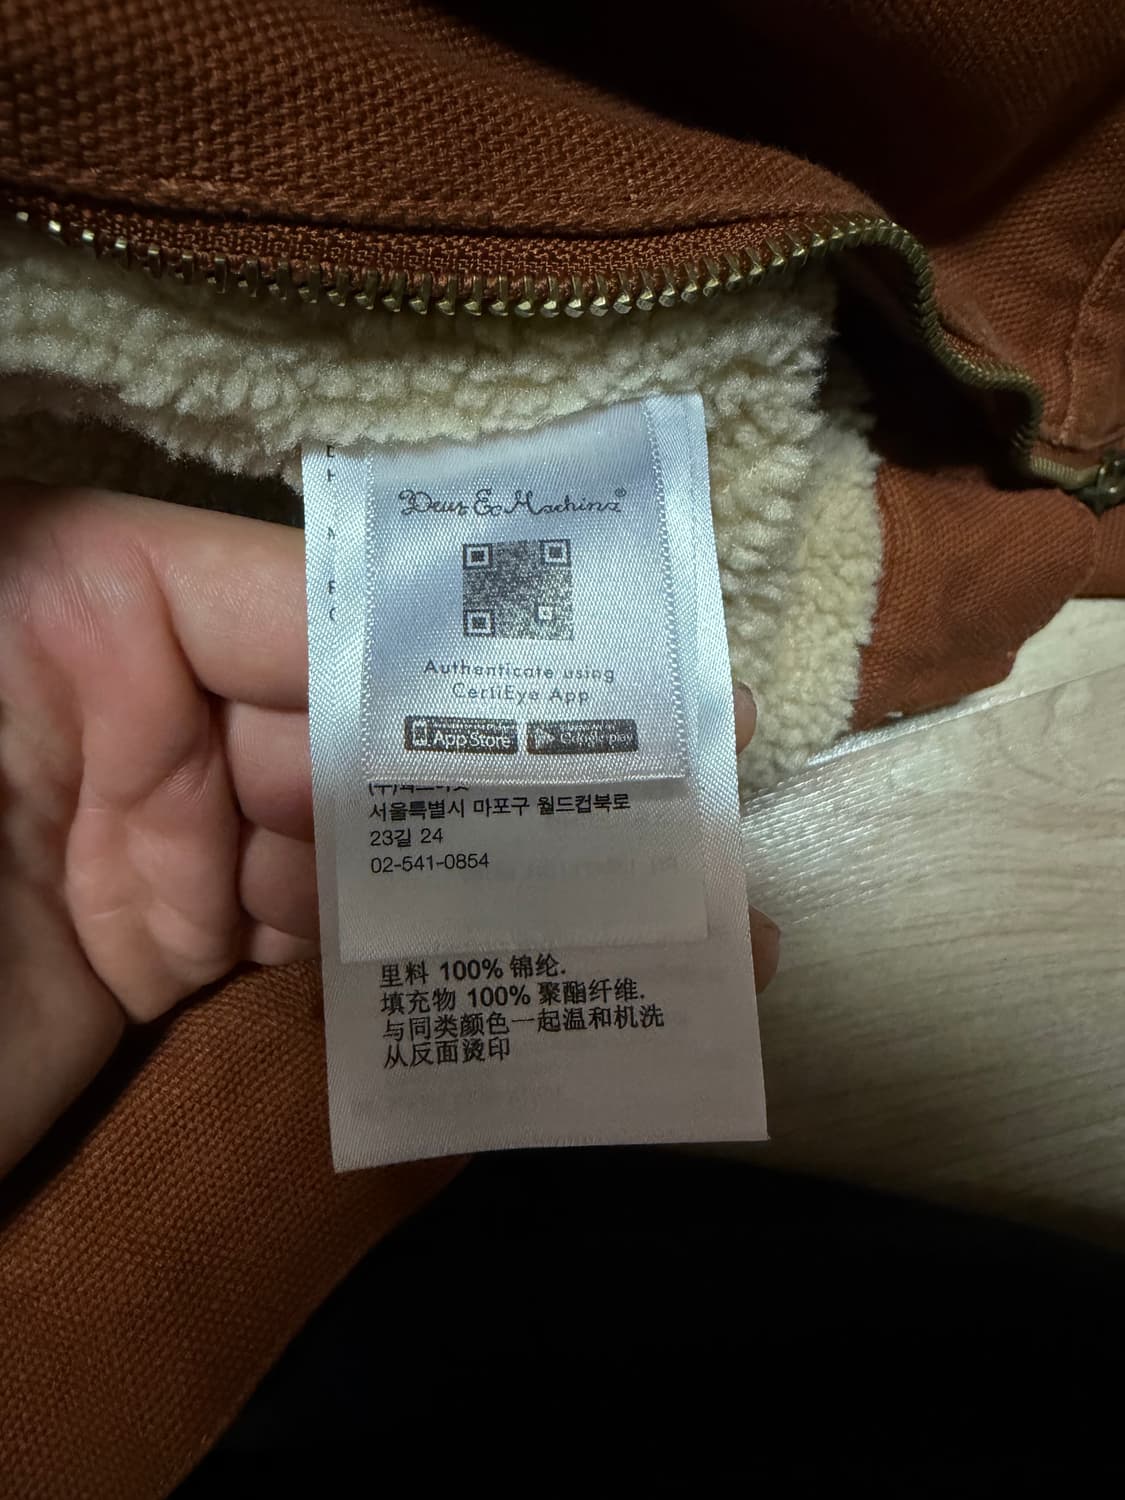 Deus Ex Machina®
Authenticate using
CertiEye App
App Store
서울특별시 마포구 월드컵북로
23길 24
02-541-0854
里料 100% 锦纶.
填充物 100% 聚酯纤维.
与同类颜色一起温和机洗
从反面烫印